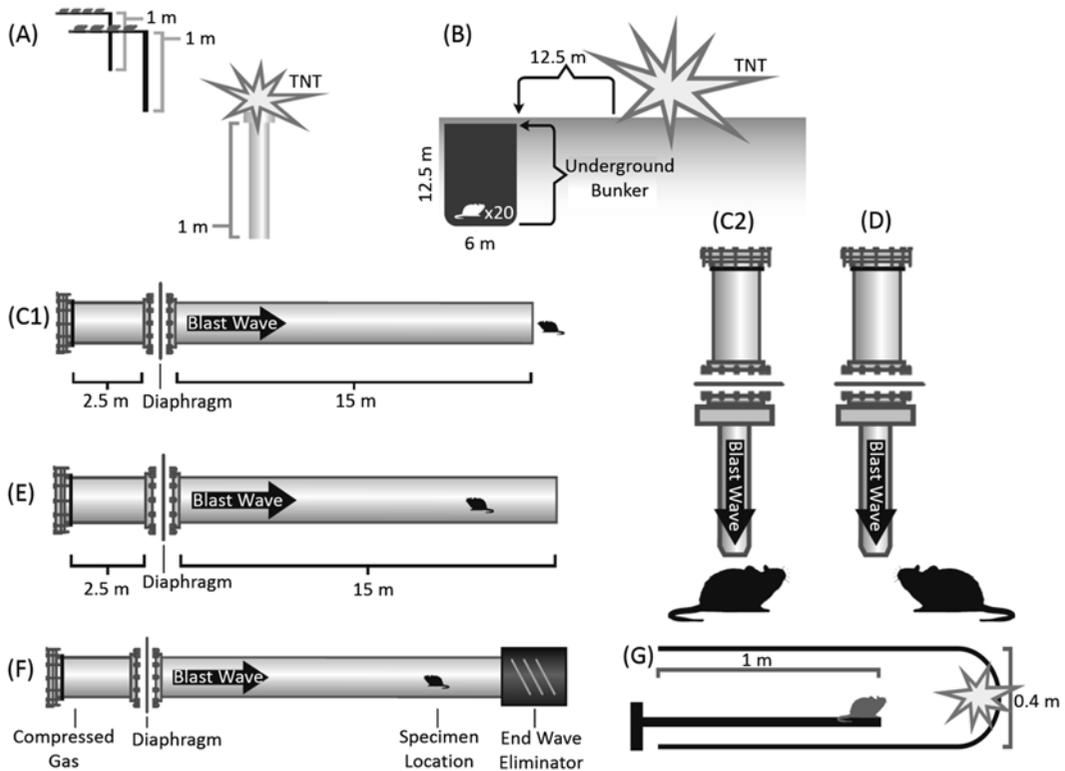 (A)
1 m
1 m
TNT
1 m
(B)
12.5 m
TNT
12.5 m
Underground
Bunker
x20
6 m
(C1)
Blast Wave
2.5 m
Diaphragm
15 m
(C2)
Blast Wave
(D)
Blast Wave
(E)
Blast Wave
2.5 m
Diaphragm
15 m
(F)
Blast Wave
Compressed
Gas
Diaphragm
Specimen
Location
End Wave
Eliminator
(G)
1 m
0.4 m